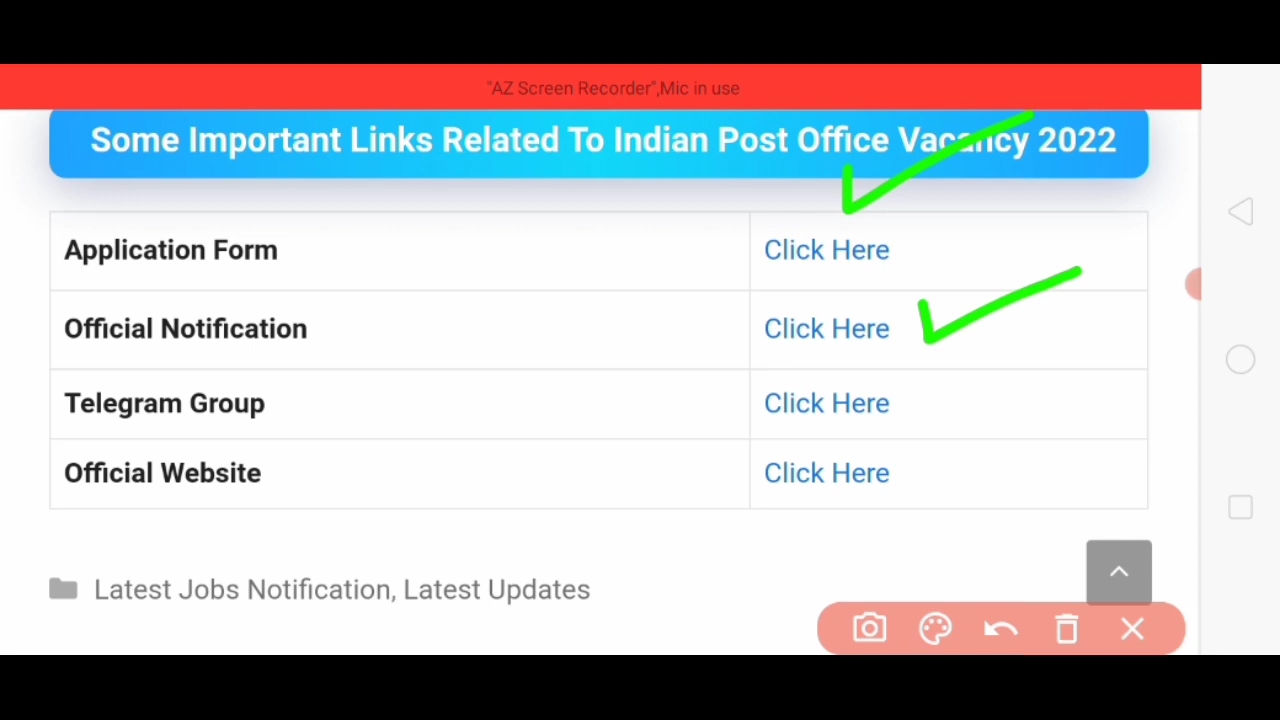 "AZ Screen Recorder",Mic in use
Some Important Links Related To Indian Post Office Vacancy 2022
Application Form Click Here
Official Notification Click Here
Telegram Group Click Here
Official Website Click Here
Latest Jobs Notification, Latest Updates